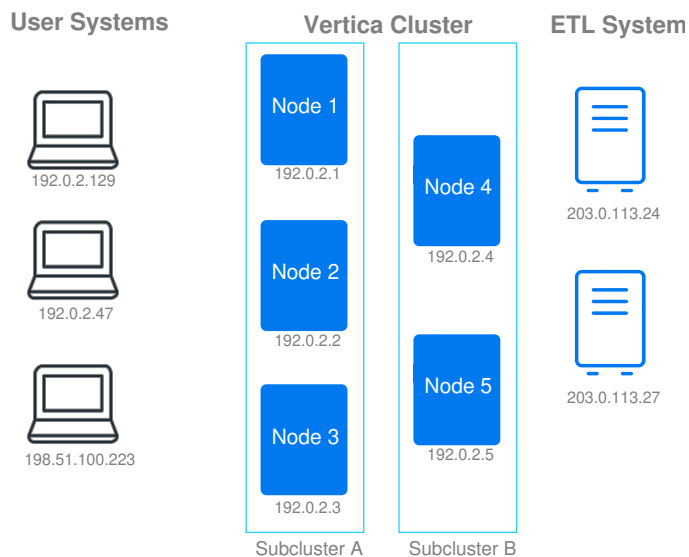 User Systems
Vertica Cluster
ETL System
192.0.2.129
192.0.2.47
198.51.100.223
Node 1
192.0.2.1
Node 2
192.0.2.2
Node 3
192.0.2.3
Subcluster A
Node 4
192.0.2.4
Node 5
192.0.2.5
Subcluster B
203.0.113.24
203.0.113.27